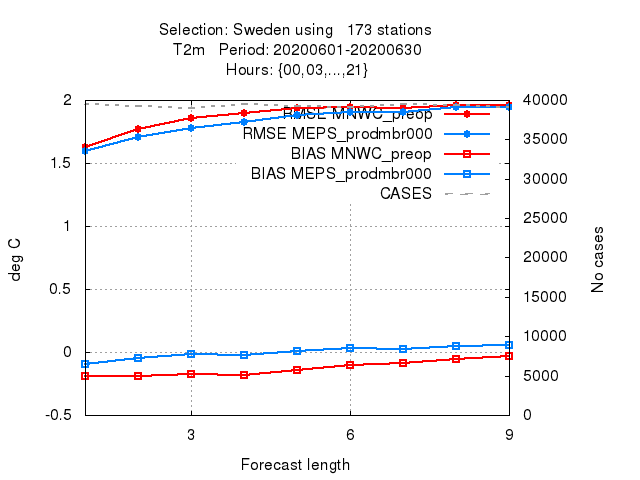 Selection: Sweden using 173 stations
T2m Period: 20200601-20200630
Hours: {00,03,...,21}
2
1.5
1
0.5
0
-0.5
40000
35000
30000
25000
20000
15000
10000
5000
0
RMSE MNWC_preop
RMSE MEPS_prodmbr000
BIAS MNWC_preop
BIAS MEPS_prodmbr000
CASES
deg C
No cases
3
6
9
Forecast length